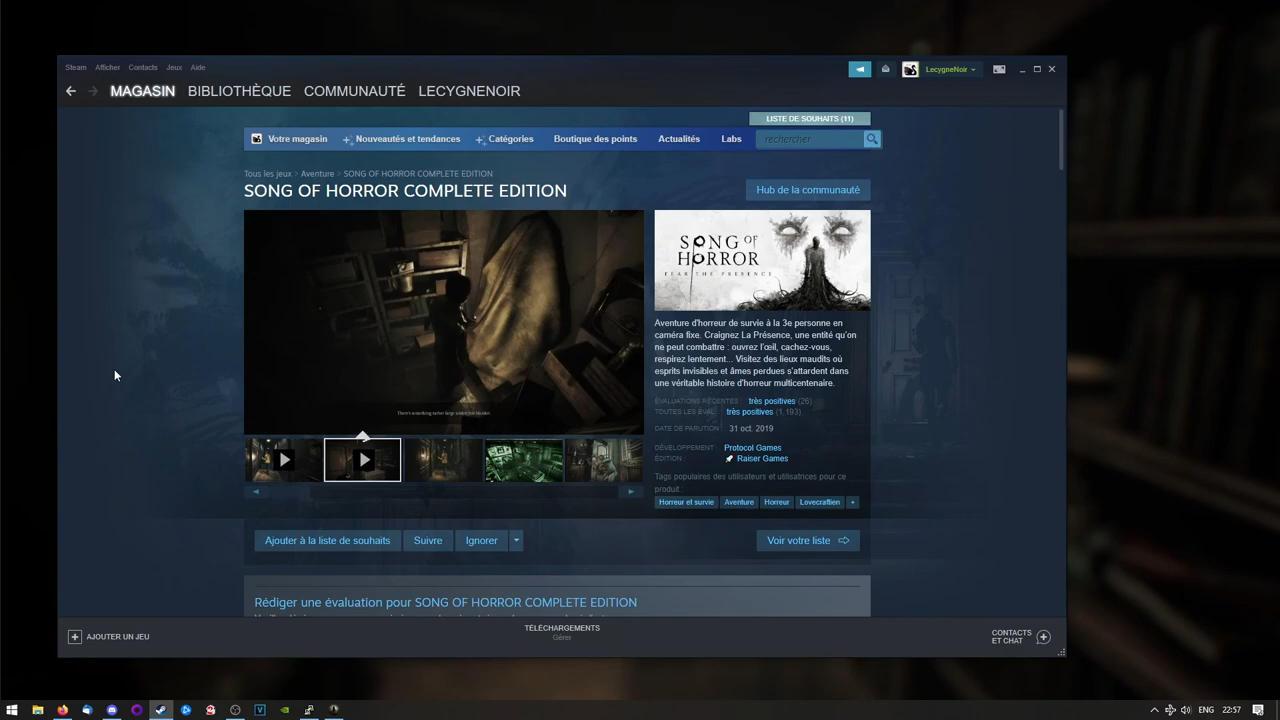 Steam Afficher Contacts Jeux Aide
LecygneNoir
MAGASIN BIBLIOTHÈQUE COMMUNAUTÉ LECYGNENOIR
LISTE DE SOUHAITS (11)
Votre magasin Nouveautés et tendances Catégories Boutique des points Actualités Labs rechercher
Tous les jeux > Aventure > SONG OF HORROR COMPLETE EDITION
SONG OF HORROR COMPLETE EDITION
Hub de la communauté
SONG OF
HORROR
FEAR THE PRESENCE
Aventure d'horreur de survie à la 3e personne en
caméra fixe. Craignez La Présence, une entité qu'on
ne peut combattre : ouvrez l'œil, cachez-vous,
respirez lentement... Visitez des lieux maudits où
esprits invisibles et âmes perdues s'attardent dans
une véritable histoire d'horreur multicentenaire.
ÉVALUATIONS RÉCENTES : très positives (26)
TOUTES LES ÉVAL. : très positives (1,193)
DATE DE PARUTION : 31 oct. 2019
DÉVELOPPEMENT : Protocol Games
ÉDITION : Raiser Games
Tags populaires des utilisateurs et utilisatrices pour ce
produit :
Horreur et survie Aventure Horreur Lovecraftien +
Ajouter à la liste de souhaits Suivre Ignorer Voir votre liste
Rédiger une évaluation pour SONG OF HORROR COMPLETE EDITION
AJOUTER UN JEU
TÉLÉCHARGEMENTS
Gérer
CONTACTS
ET CHAT
ENG 22:57